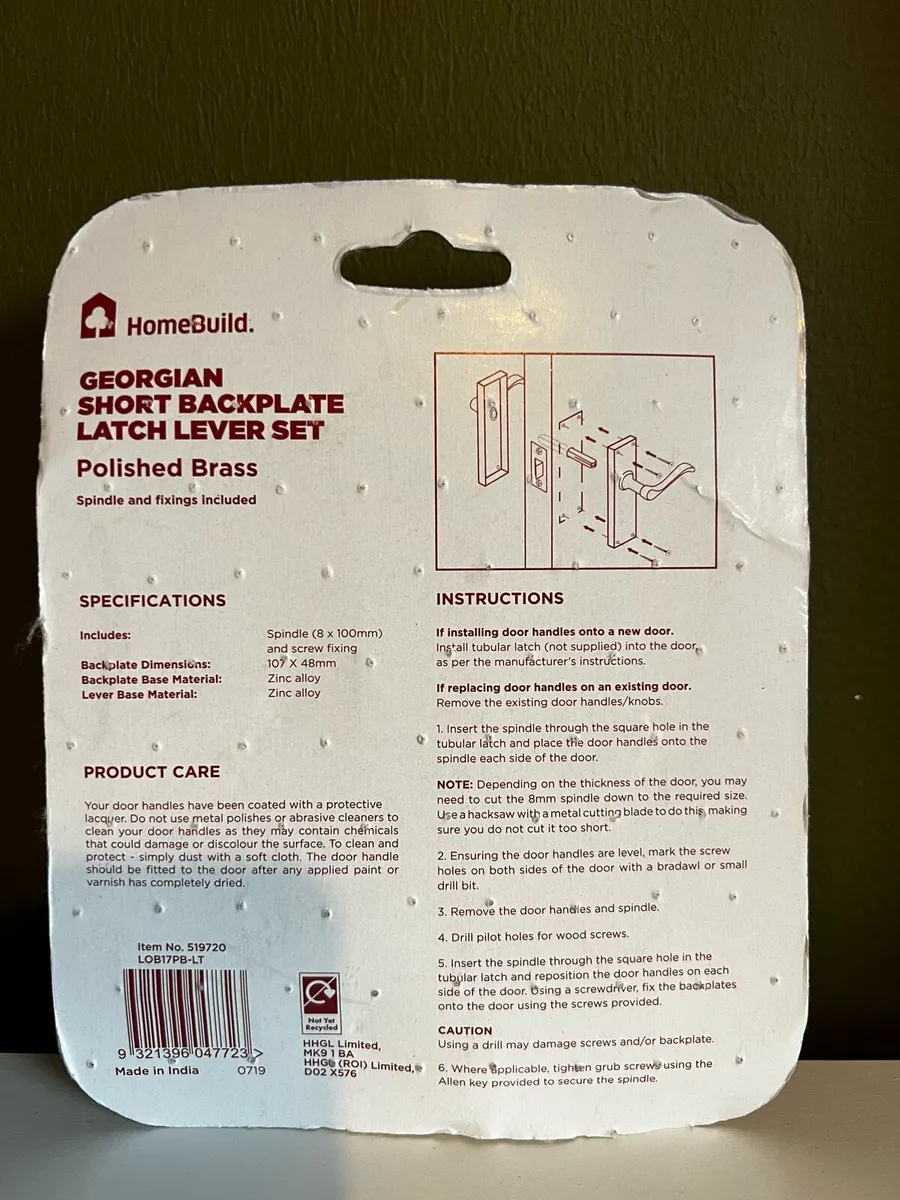 HomeBuild.
GEORGIAN
SHORT BACKPLATE
LATCH LEVER SET
Polished Brass
Spindle and fixings included
SPECIFICATIONS
Includes: Spindle (8 x 100mm)
and screw fixing
Backplate Dimensions: 107 X 48mm
Backplate Base Material: Zinc alloy
Lever Base Material: Zinc alloy
PRODUCT CARE
Your door handles have been coated with a protective
lacquer. Do not use metal polishes or abrasive cleaners to
clean your door handles as they may contain chemicals
that could damage or discolour the surface. To clean and
protect - simply dust with a soft cloth. The door handle
should be fitted to the door after any applied paint or
varnish has completely dried.
Item No. 519720
LOB17PB-LT
9 321396 047723 >
Made in India 0719
Not Yet
Recycled
HHGL Limited,
MK9 1 BA
HHGL (ROI) Limited,
D02 X576
INSTRUCTIONS
If installing door handles onto a new door.
Install tubular latch (not supplied) into the door,
as per the manufacturer's instructions.
If replacing door handles on an existing door.
Remove the existing door handles/knobs.
1. Insert the spindle through the square hole in the
tubular latch and place the door handles onto the
spindle each side of the door.
NOTE: Depending on the thickness of the door, you may
need to cut the 8mm spindle down to the required size.
Use a hacksaw with a metal cutting blade to do this, making
sure you do not cut it too short.
2. Ensuring the door handles are level, mark the screw
holes on both sides of the door with a bradawl or small
drill bit.
3. Remove the door handles and spindle.
4. Drill pilot holes for wood screws.
5. Insert the spindle through the square hole in the
tubular latch and reposition the door handles on each
side of the door. Using a screwdriver, fix the backplates
onto the door using the screws provided.
CAUTION
Using a drill may damage screws and/or backplate.
6. Where applicable, tighten grub screws using the
Allen key provided to secure the spindle.